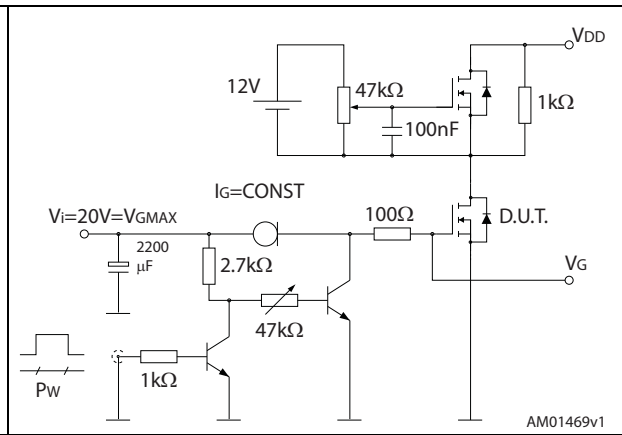 VDD
12V
47kΩ
1kΩ
100nF
IG=CONST
Vi=20V=VGMAX
100Ω
D.U.T.
2200
μF
2.7kΩ
VG
47kΩ
1kΩ
PW
AM01469v1